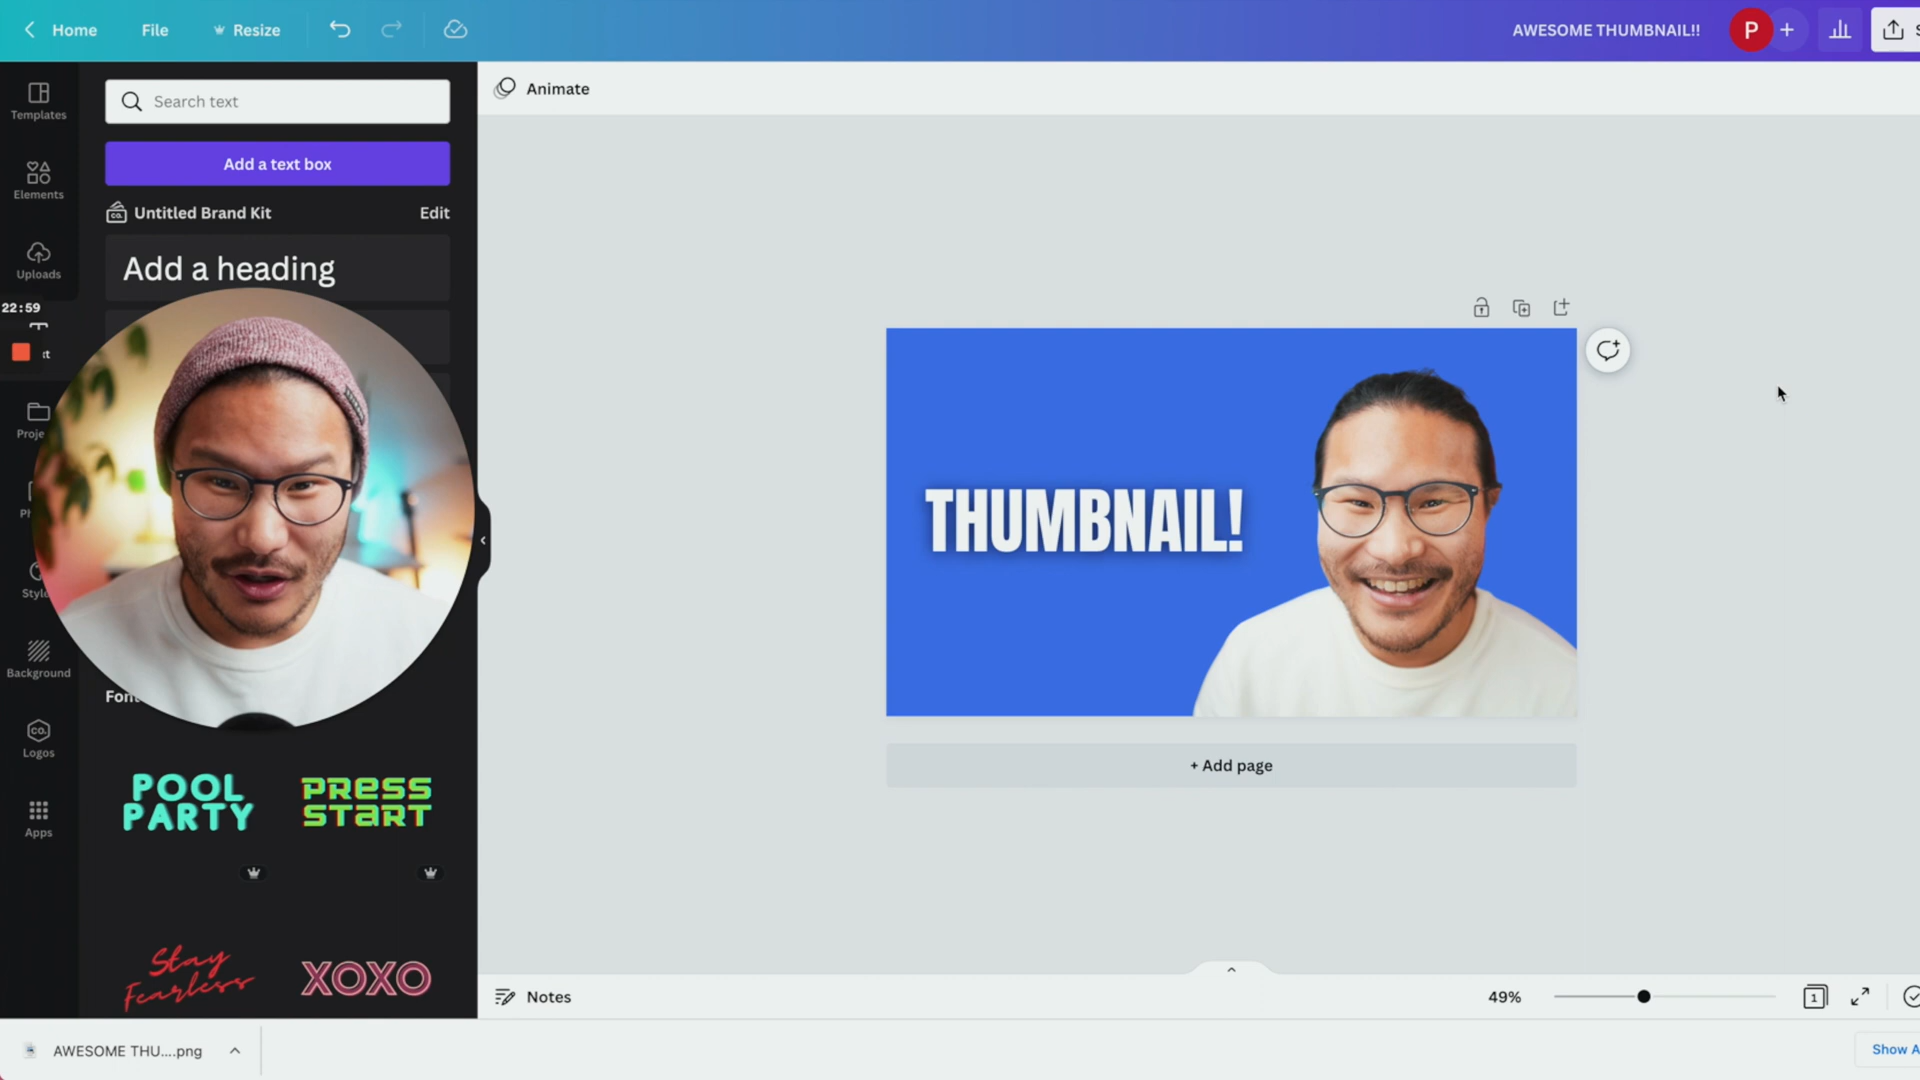 Home
File
Resize
AWESOME THUMBNAIL!!
P
Templates
Search text
Animate
Add a text box
Elements
Untitled Brand Kit
Edit
Uploads
Add a heading
22:59
THUMBNAIL!
Background
Logos
+ Add page
POOL
PARTY
PRESS
START
Apps
Stay
Fearless
XOXO
Notes
49%
1
AWESOME THU....png
Show A